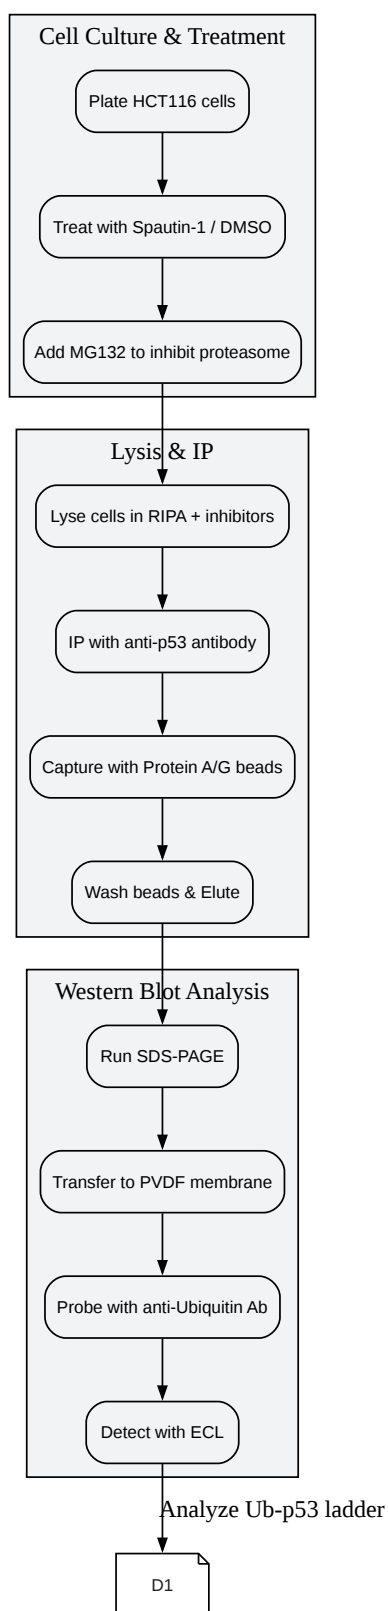 Cell Culture & Treatment
Plate HCT116 cells
Treat with Spautin-1 / DMSO
Add MG132 to inhibit proteasome
Lysis & IP
Lyse cells in RIPA + inhibitors
IP with anti-p53 antibody
Capture with Protein A/G beads
Wash beads & Elute
Western Blot Analysis
Run SDS-PAGE
Transfer to PVDF membrane
Probe with anti-Ubiquitin Ab
Detect with ECL
Analyze Ub-p53 ladder
D1